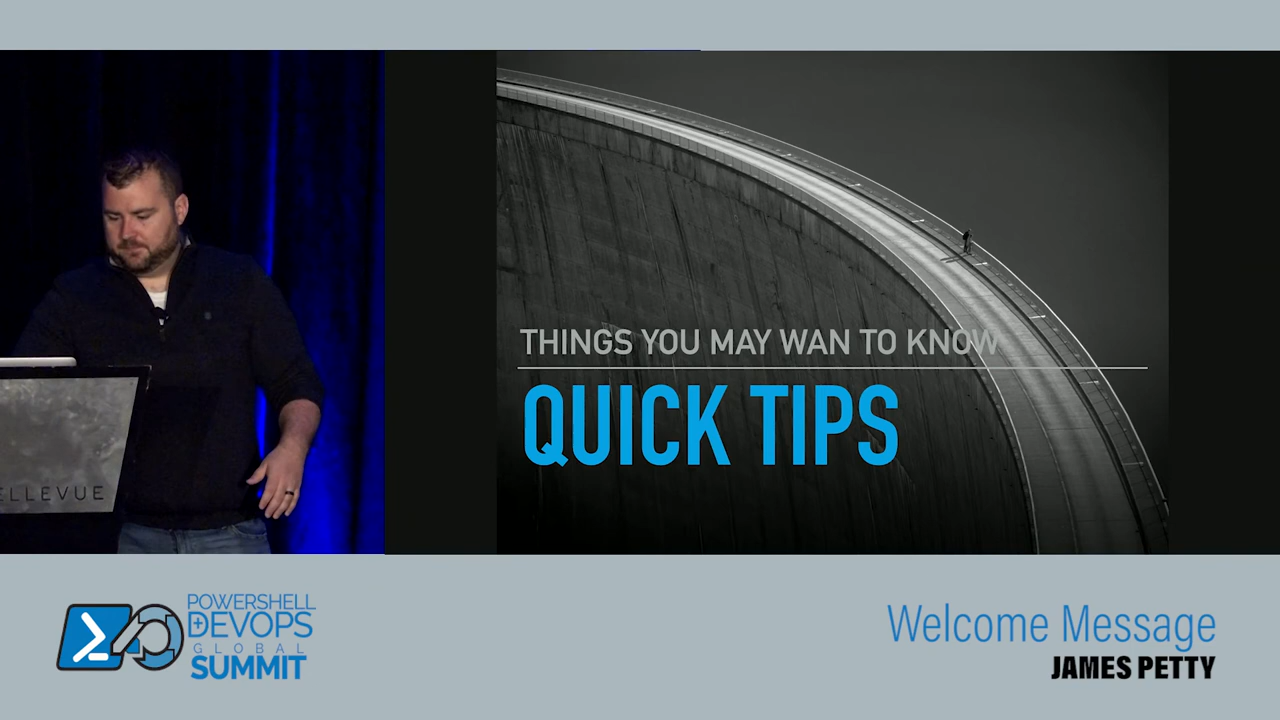 THINGS YOU MAY WAN TO KNOW
QUICK TIPS
ELLEVUE
POWERSHELL
+DEVOPS
GLOBAL
SUMMIT
Welcome Message
JAMES PETTY